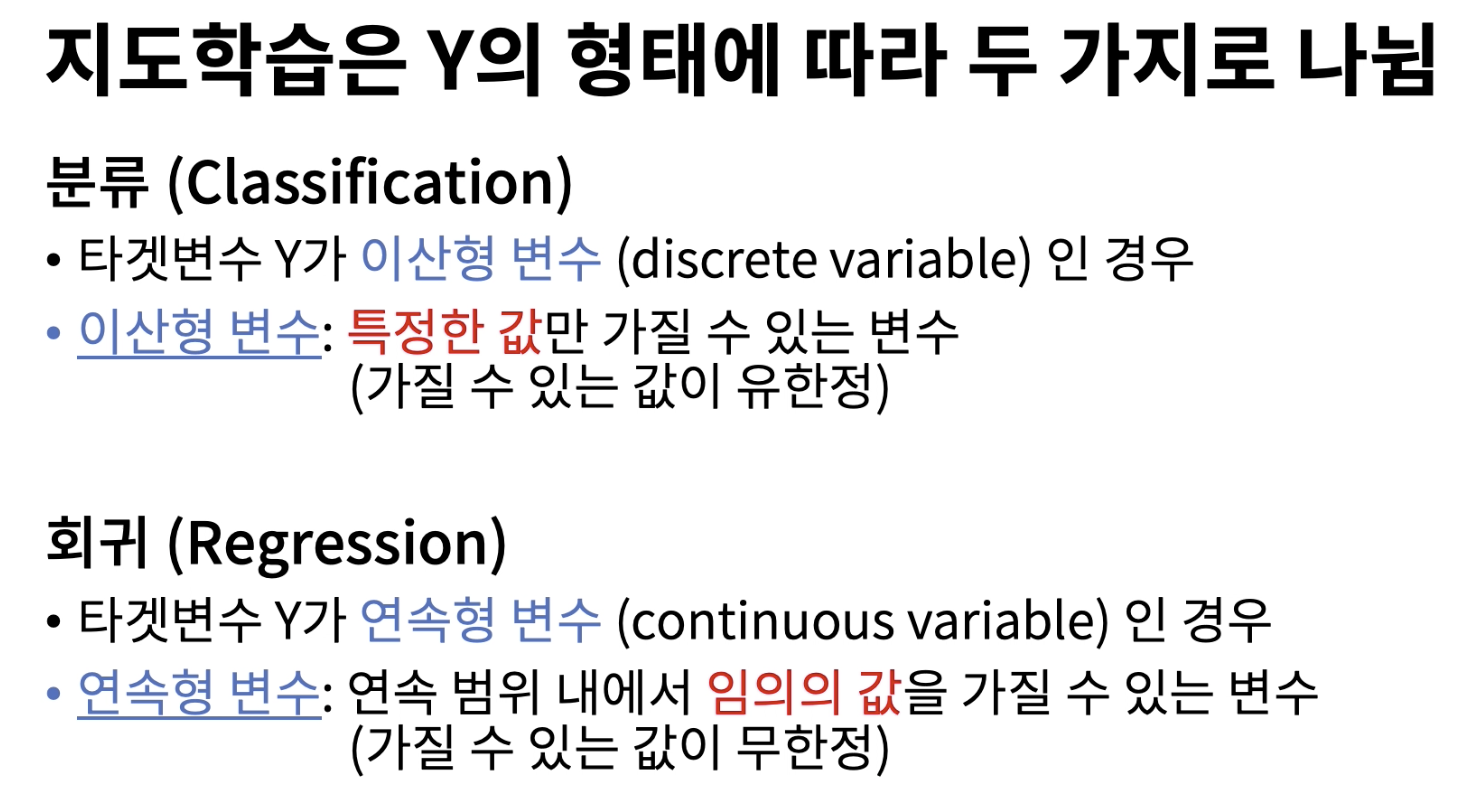 지도학습은 Y의 형태에 따라 두 가지로 나뉨
분류 (Classification)
• 타겟변수 Y가 이산형 변수 (discrete variable) 인 경우
• 이산형 변수: 특정한 값만 가질 수 있는 변수
(가질 수 있는 값이 유한정)
회귀 (Regression)
• 타겟변수 Y가 연속형 변수 (continuous variable) 인 경우
• 연속형 변수: 연속 범위 내에서 임의의 값을 가질 수 있는 변수
(가질 수 있는 값이 무한정)